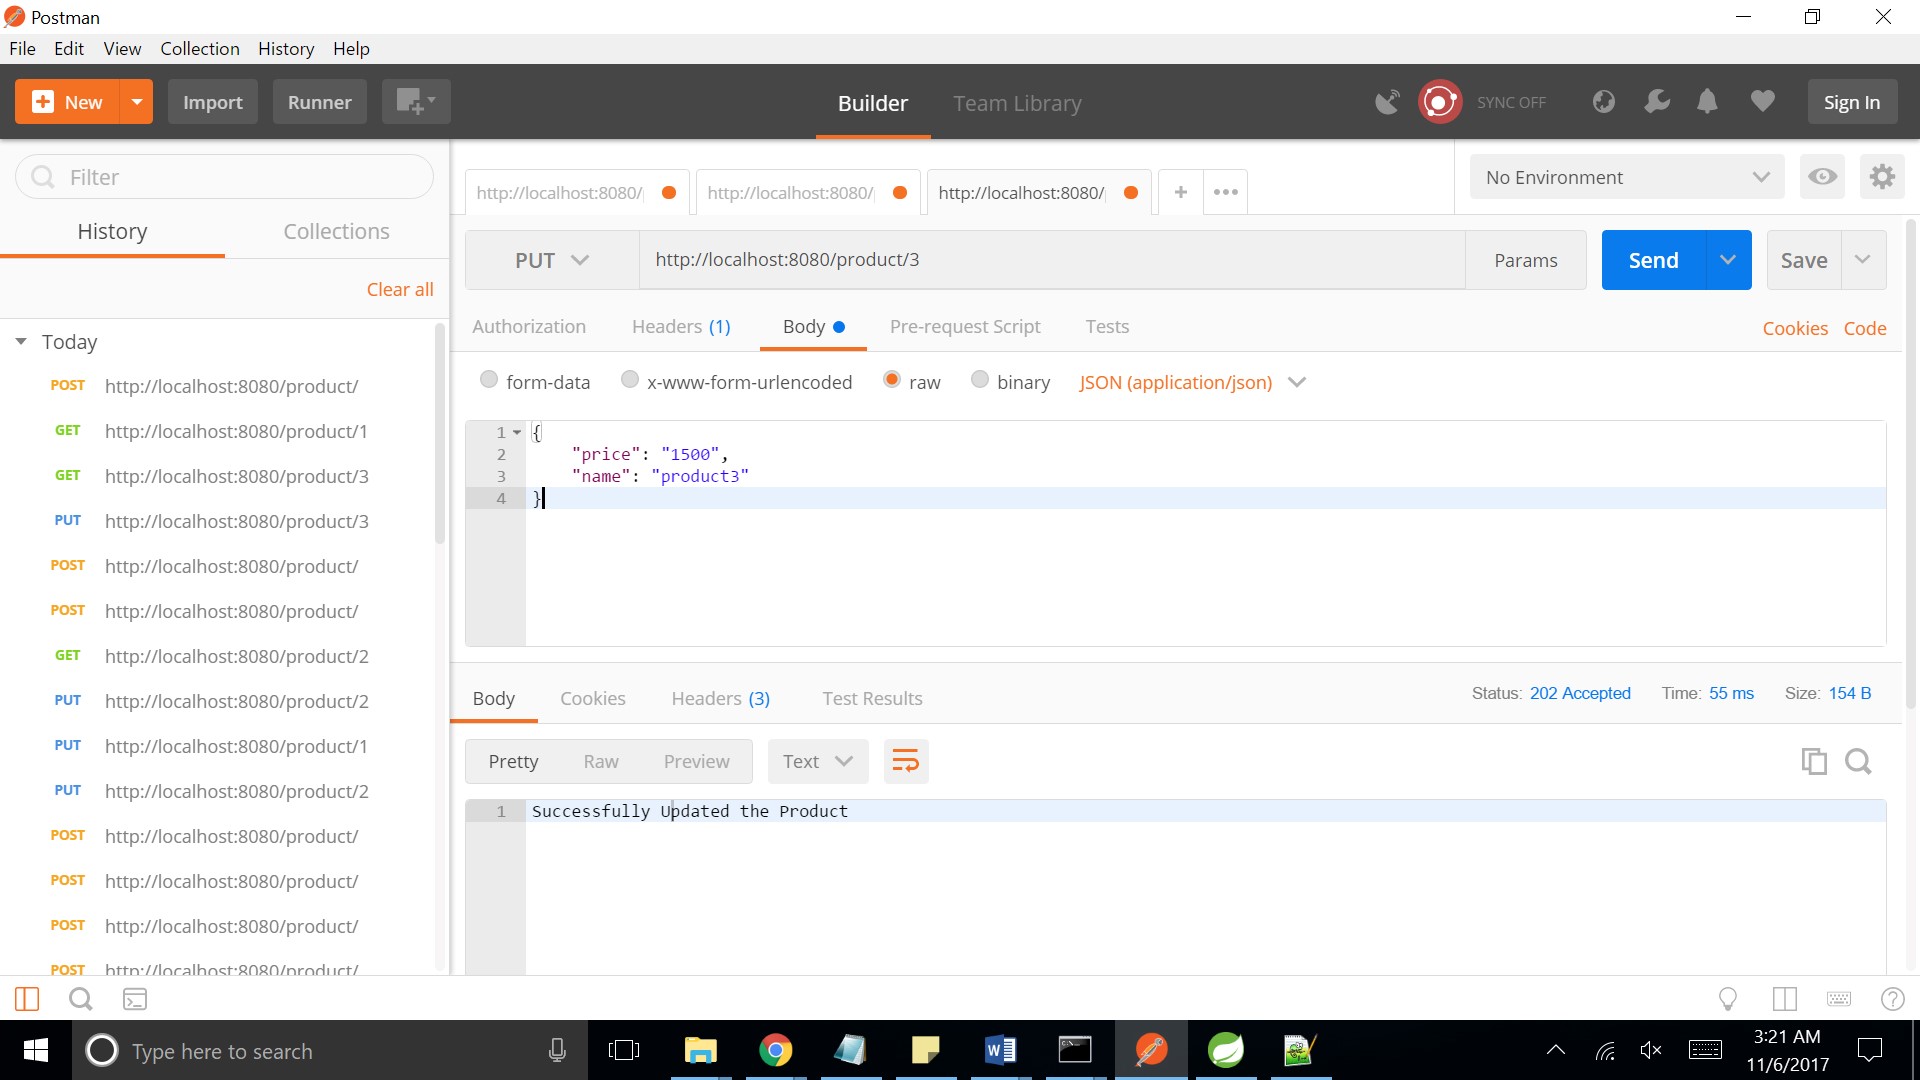 Postman
File Edit View Collection History Help
New Import Runner Builder Team Library SYNC OFF Sign In
Filter
History Collections
Clear all
Today
POST http://localhost:8080/product/
GET http://localhost:8080/product/1
GET http://localhost:8080/product/3
PUT http://localhost:8080/product/3
POST http://localhost:8080/product/
POST http://localhost:8080/product/
GET http://localhost:8080/product/2
PUT http://localhost:8080/product/2
PUT http://localhost:8080/product/1
PUT http://localhost:8080/product/2
POST http://localhost:8080/product/
POST http://localhost:8080/product/
POST http://localhost:8080/product/
POST http://localhost:8080/product/
http://localhost:8080/ http://localhost:8080/ http://localhost:8080/ + •••
No Environment
PUT http://localhost:8080/product/3 Params Send Save
Authorization Headers (1) Body Pre-request Script Tests Cookies Code
form-data x-www-form-urlencoded raw binary JSON (application/json)
1 {
2 "price": "1500",
3 "name": "product3"
4 }
Body Cookies Headers (3) Test Results Status: 202 Accepted Time: 55 ms Size: 154 B
Pretty Raw Preview Text
1 Successfully Updated the Product
Type here to search
3:21 AM
11/6/2017